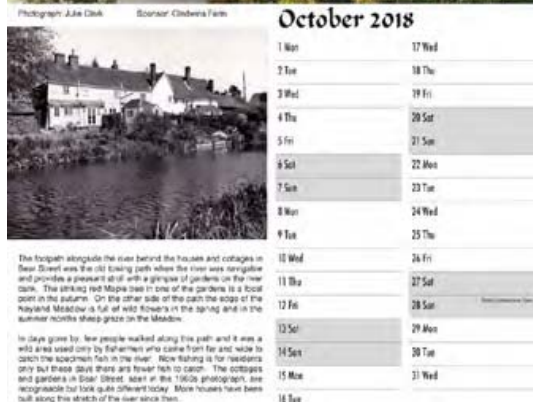 Photograph: Julie Clark
Sponsor:
October 2018
1 Mon
2 Tue
3 Wed
4 Thu
5 Fri
6 Sat
7 Sun
8 Mon
9 Tue
10 Wed
11 Thu
12 Fri
13 Sat
14 Sun
15 Mon
16 Tue
17 Wed
18 Thu
19 Fri
20 Sat
21 Sun
22 Mon
23 Tue
24 Wed
25 Thu
26 Fri
27 Sat
28 Sun
29 Mon
30 Tue
31 Wed
The footpath alongside the river behind the houses and cottages in
Bear Street was the old towing path when the river was navigable
and provides a pleasant stroll with a glimpse of gardens on the river
bank. The striking red Maple tree in one of the gardens is a focal
point in the autumn. On the other side of the path the edge of the
Nayland Meadow is full of wild flowers in the spring and in the
summer months sheep graze on the Meadow.
In days gone by, few people walked along this path and it was a
wild area used only by fishermen who came from far and wide to
catch the specimen fish in the river. Now fishing is for residents
only but these days there are fewer fish to catch. The cottages
and gardens in Bear Street, seen in the 1960s photograph, are
recognisable but look quite different today. More houses have been
built along this stretch of the river since then.